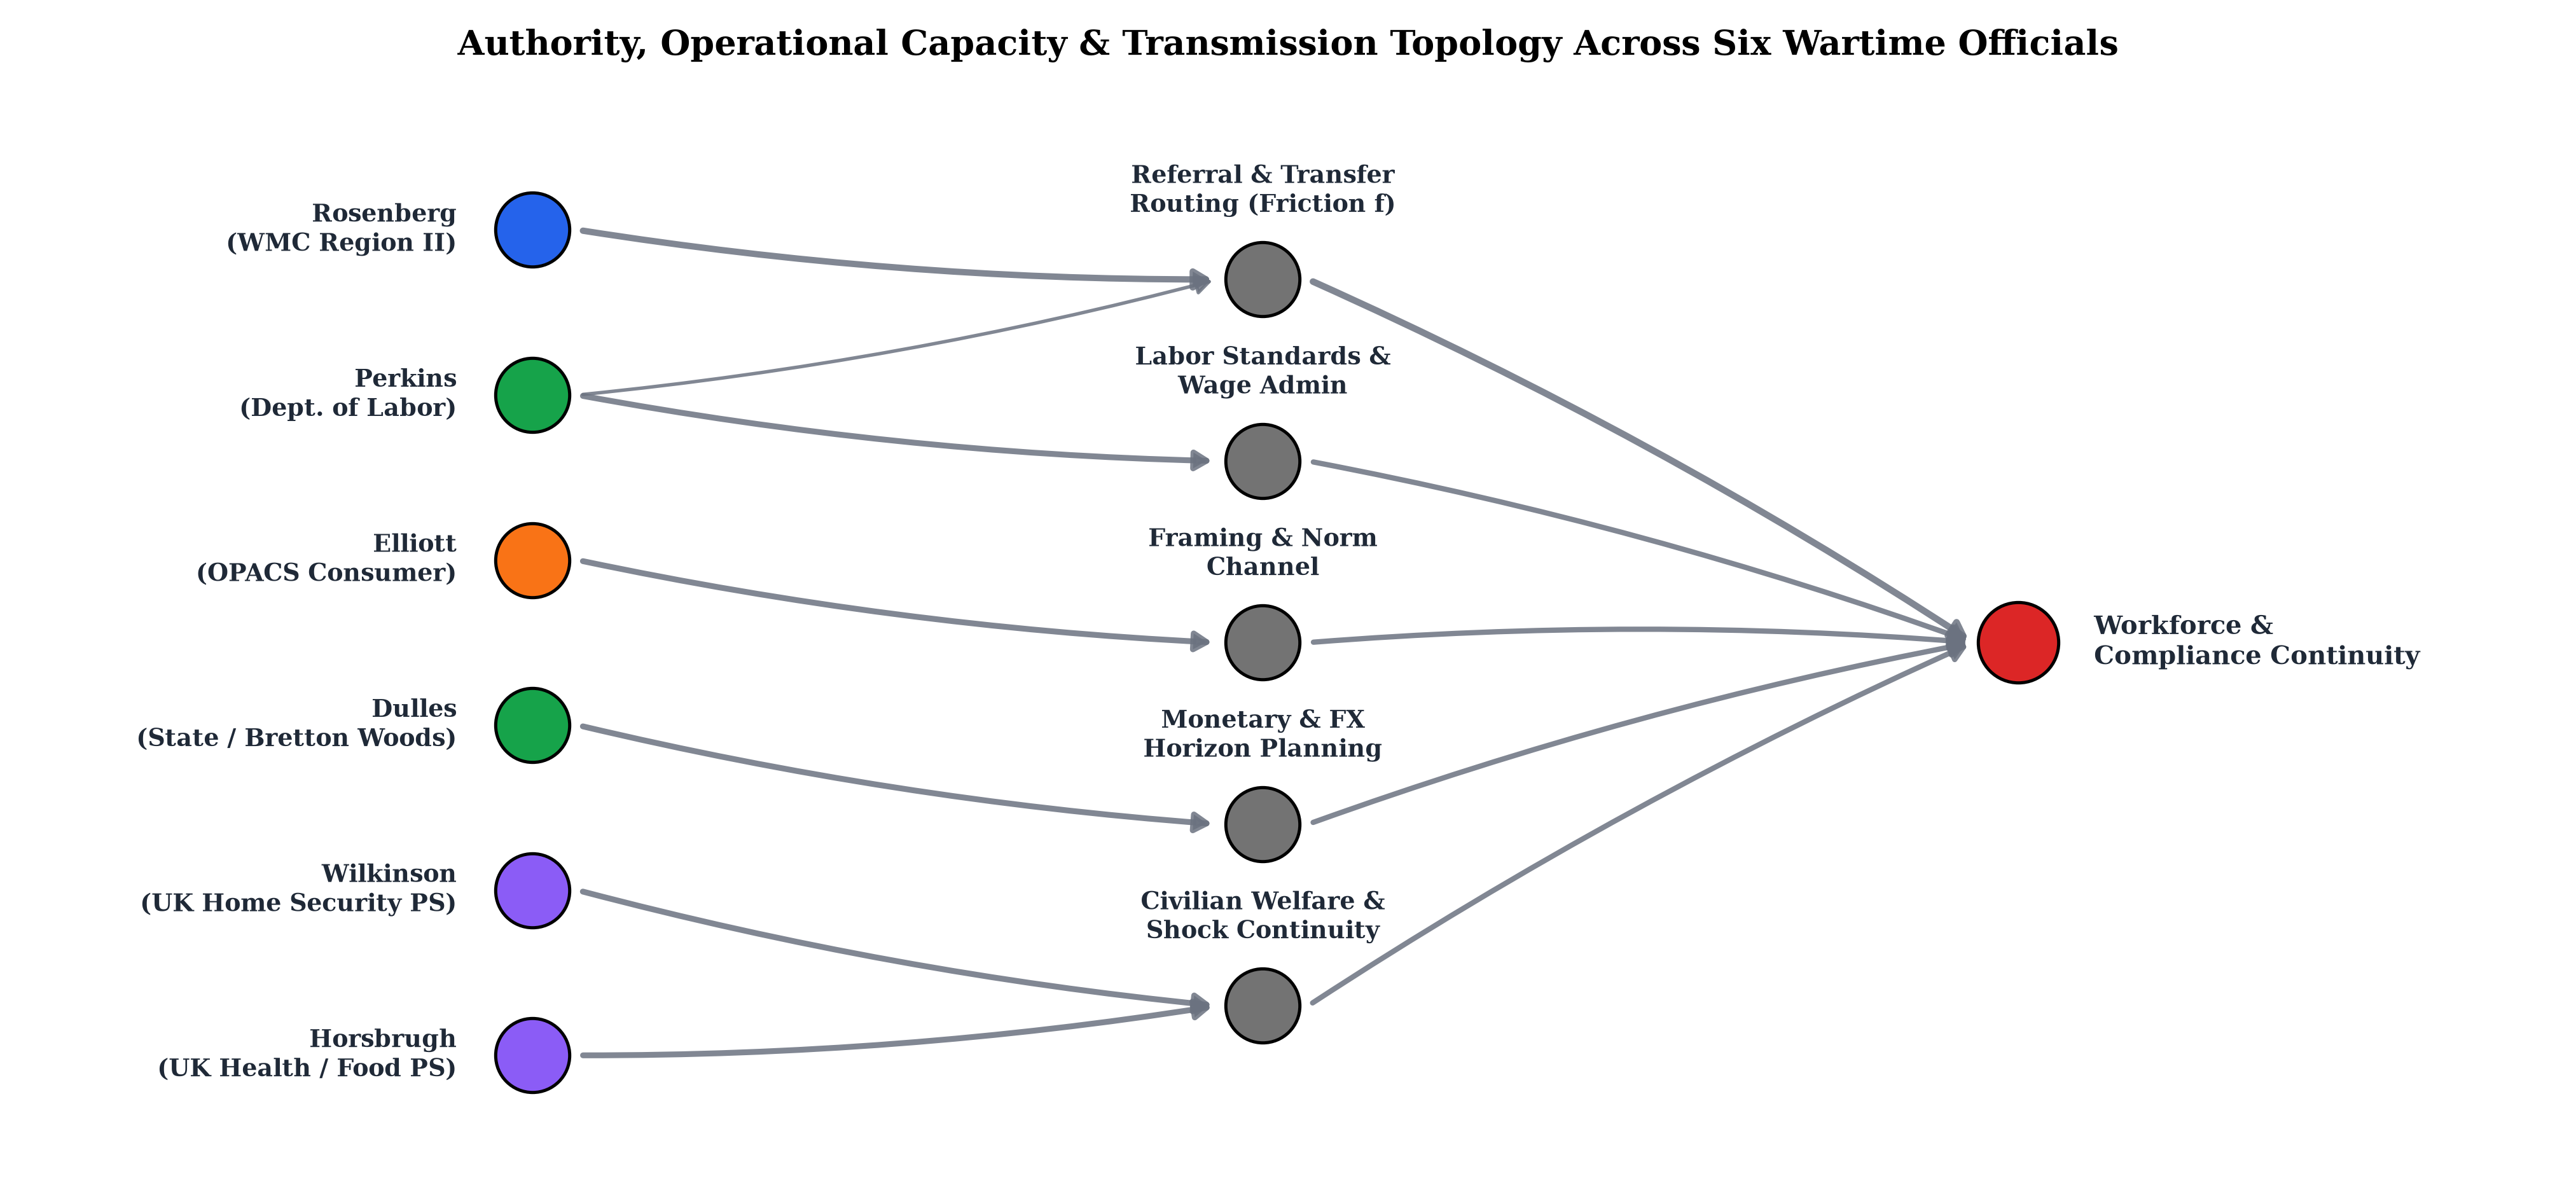 Authority, Operational Capacity & Transmission Topology Across Six Wartime Officials
Rosenberg
(WMC Region II)
Perkins
(Dept. of Labor)
Elliott
(OPACS Consumer)
Dulles
(State / Bretton Woods)
Wilkinson
(UK Home Security PS)
Horsbrugh
(UK Health / Food PS)
Referral & Transfer
Routing (Friction f)
Labor Standards &
Wage Admin
Framing & Norm
Channel
Monetary & FX
Horizon Planning
Civilian Welfare &
Shock Continuity
Workforce &
Compliance Continuity